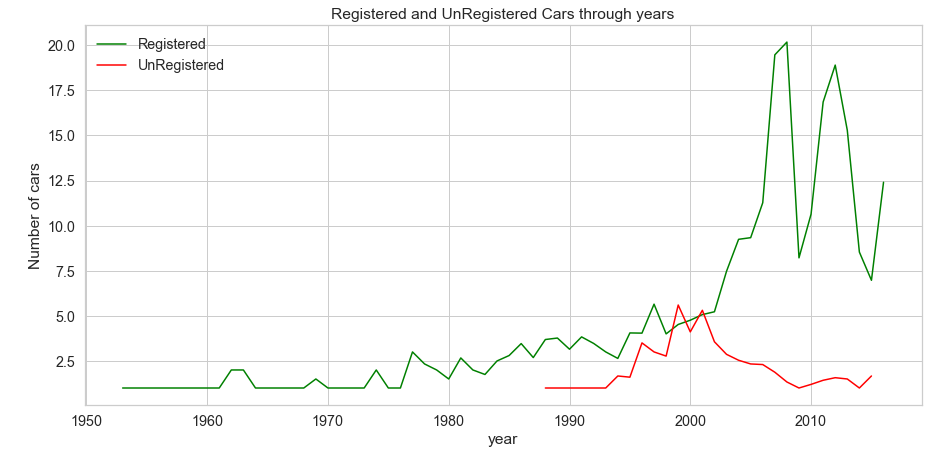 Registered and UnRegistered Cars through years
Registered
UnRegistered
20.0
17.5
15.0
12.5
10.0
7.5
5.0
2.5
Number of cars
1950 1960 1970 1980 1990 2000 2010
year